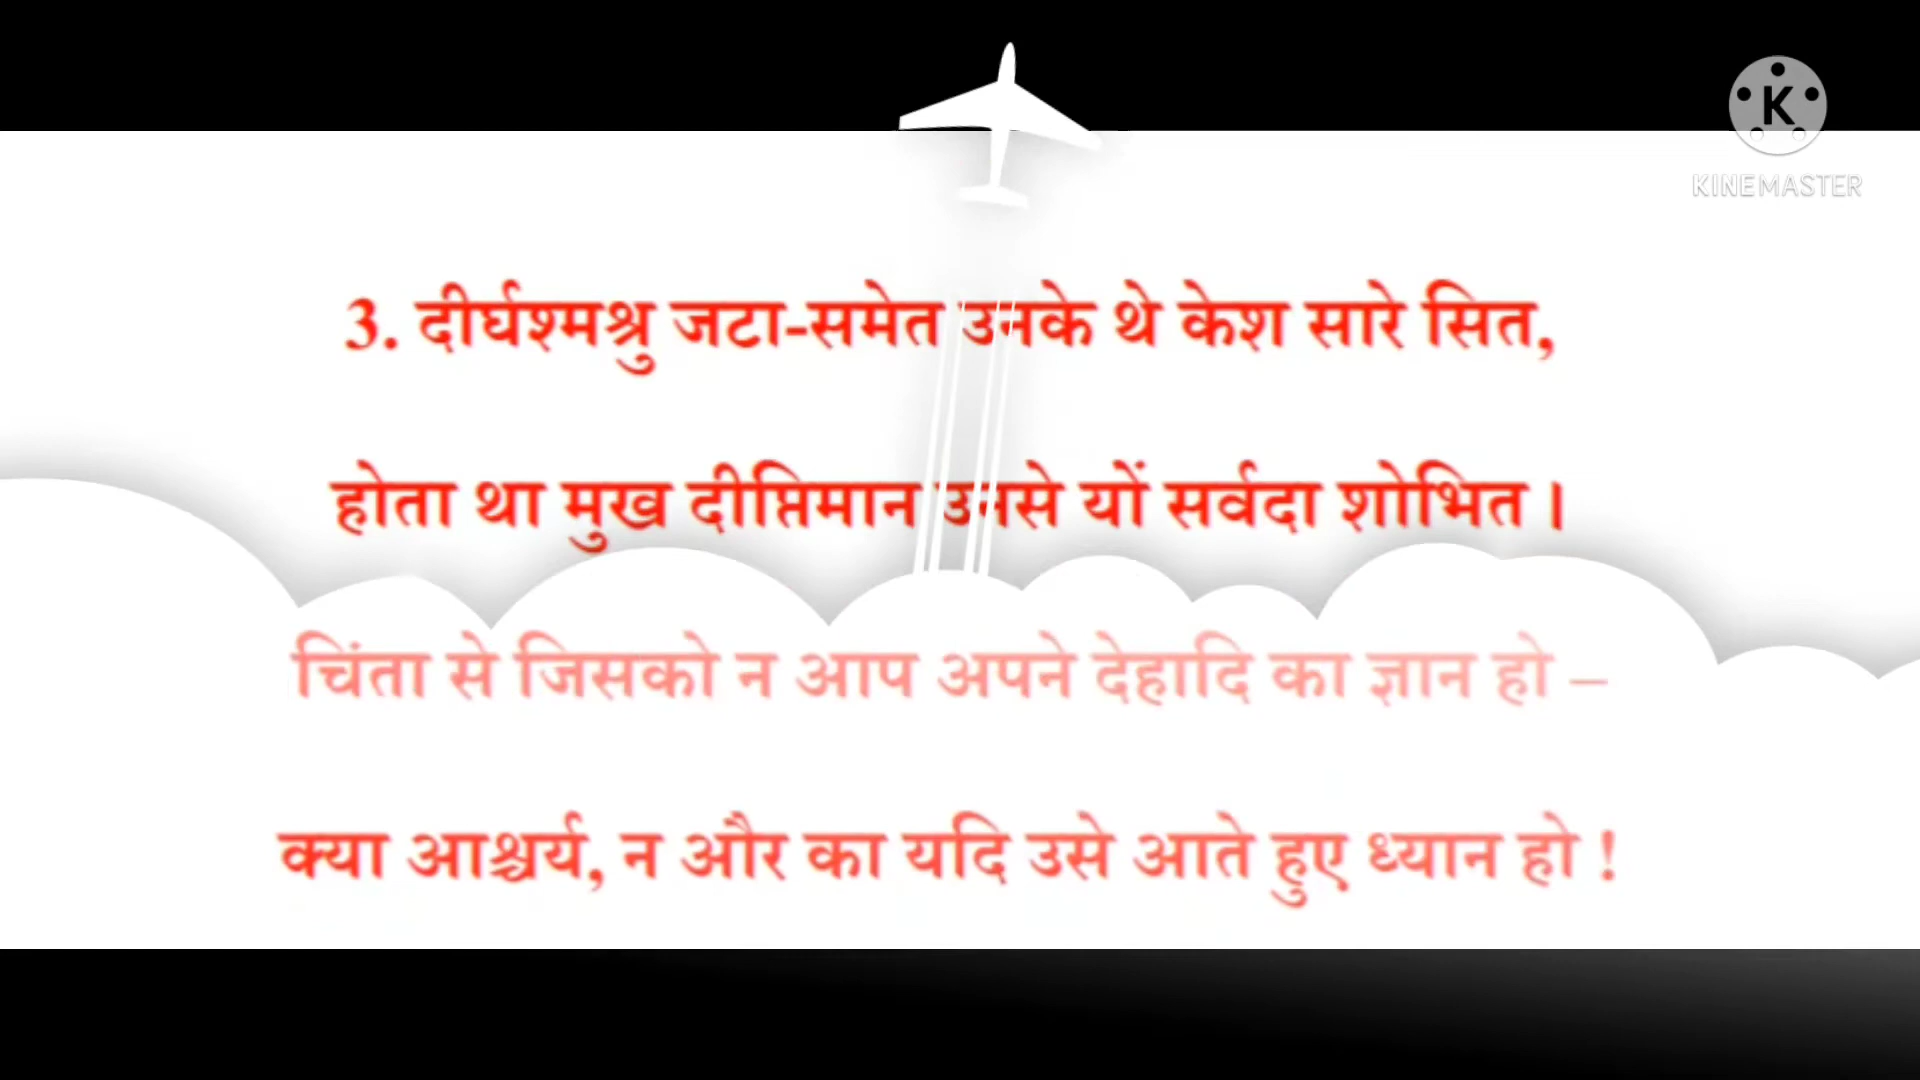 K
KINEMASTER
3. दीर्घश्मश्रु जटा-समेत उनके थे केश सारे सित,
होता था मुख दीप्तिमान उनसे यों सर्वदा शोभित ।
चिंता से जिसको न आप अपने देहादि का ज्ञान हो –
क्या आश्चर्य, न और का यदि उसे आते हुए ध्यान हो !